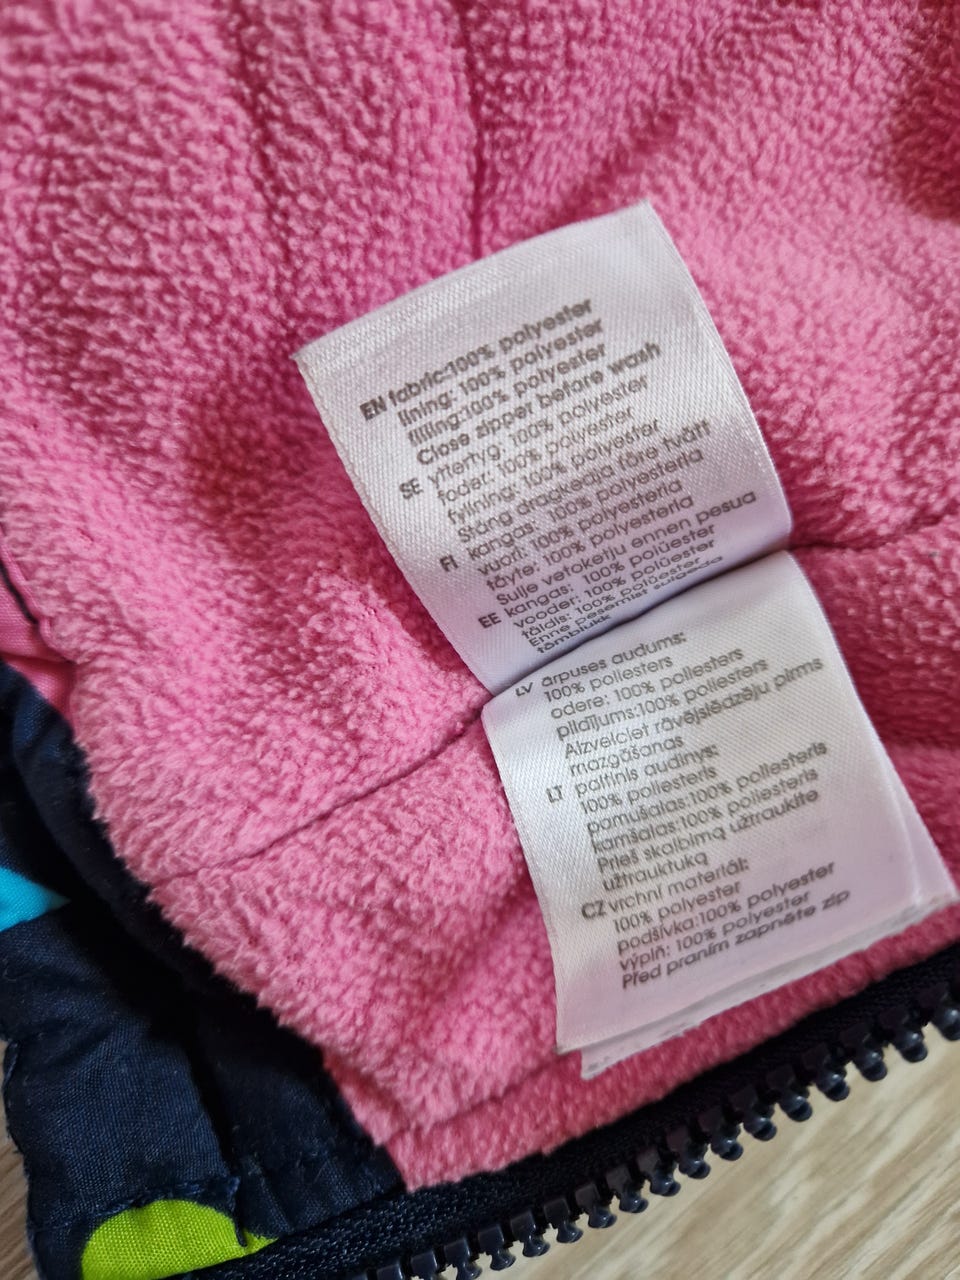 EN fabric:100% polyester
lining: 100% polyester
filling:100% polyester
Close zipper before wash
SE yttertyg: 100% polyester
foder: 100% polyester
fyllning: 100% polyester
Stäng dragkedja före tvätt
FI kangas: 100% polyesteria
vuori: 100% polyesteria
täyte: 100% polyesteria
Sulje vetoketju ennen pesua
EE kangas: 100% polüester
vooder: 100% polüester
täidis: 100% polüester
Enne pesemist sulgeda
tõmblukk
LV ārpuses audums:
100% poliesters
odere: 100% poliesters
pildījums:100% poliesters
Aizvelciet rāvējslēdzēju pirms
mazgāšanas
LT paltinis audinys:
100% poliesteris
pamušalas:100% poliesteris
kamšalas:100% poliesteris
Prieš skalbimą užtraukite
užtrauktuką
CZ vrchní materiál:
100% polyester
podšívka:100% polyester
výplň: 100% polyester
Před praním zapněte zip